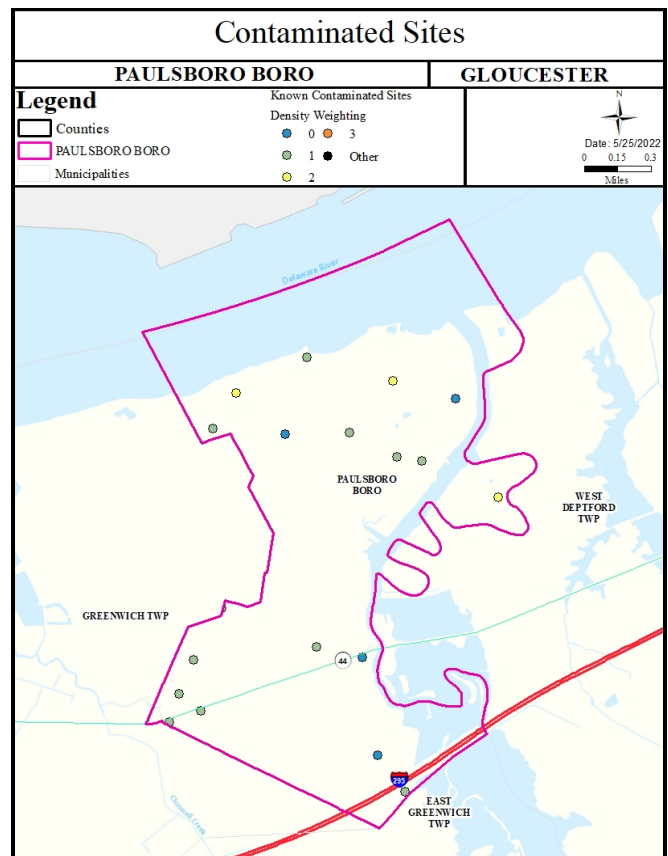 Contaminated Sites
PAULSBORO BORO
GLOUCESTER
Legend
Counties
PAULSBORO BORO
Municipalities
Known Contaminated Sites
Density Weighting
0
3
1
Other
2
N
Date: 5/25/2022
0 0.15 0.3
Miles
Delaware River
PAULSBORO
BORO
WEST
DEPTFORD
TWP
GREENWICH TWP
44
295
EAST
GREENWICH
TWP
Clonmell Creek